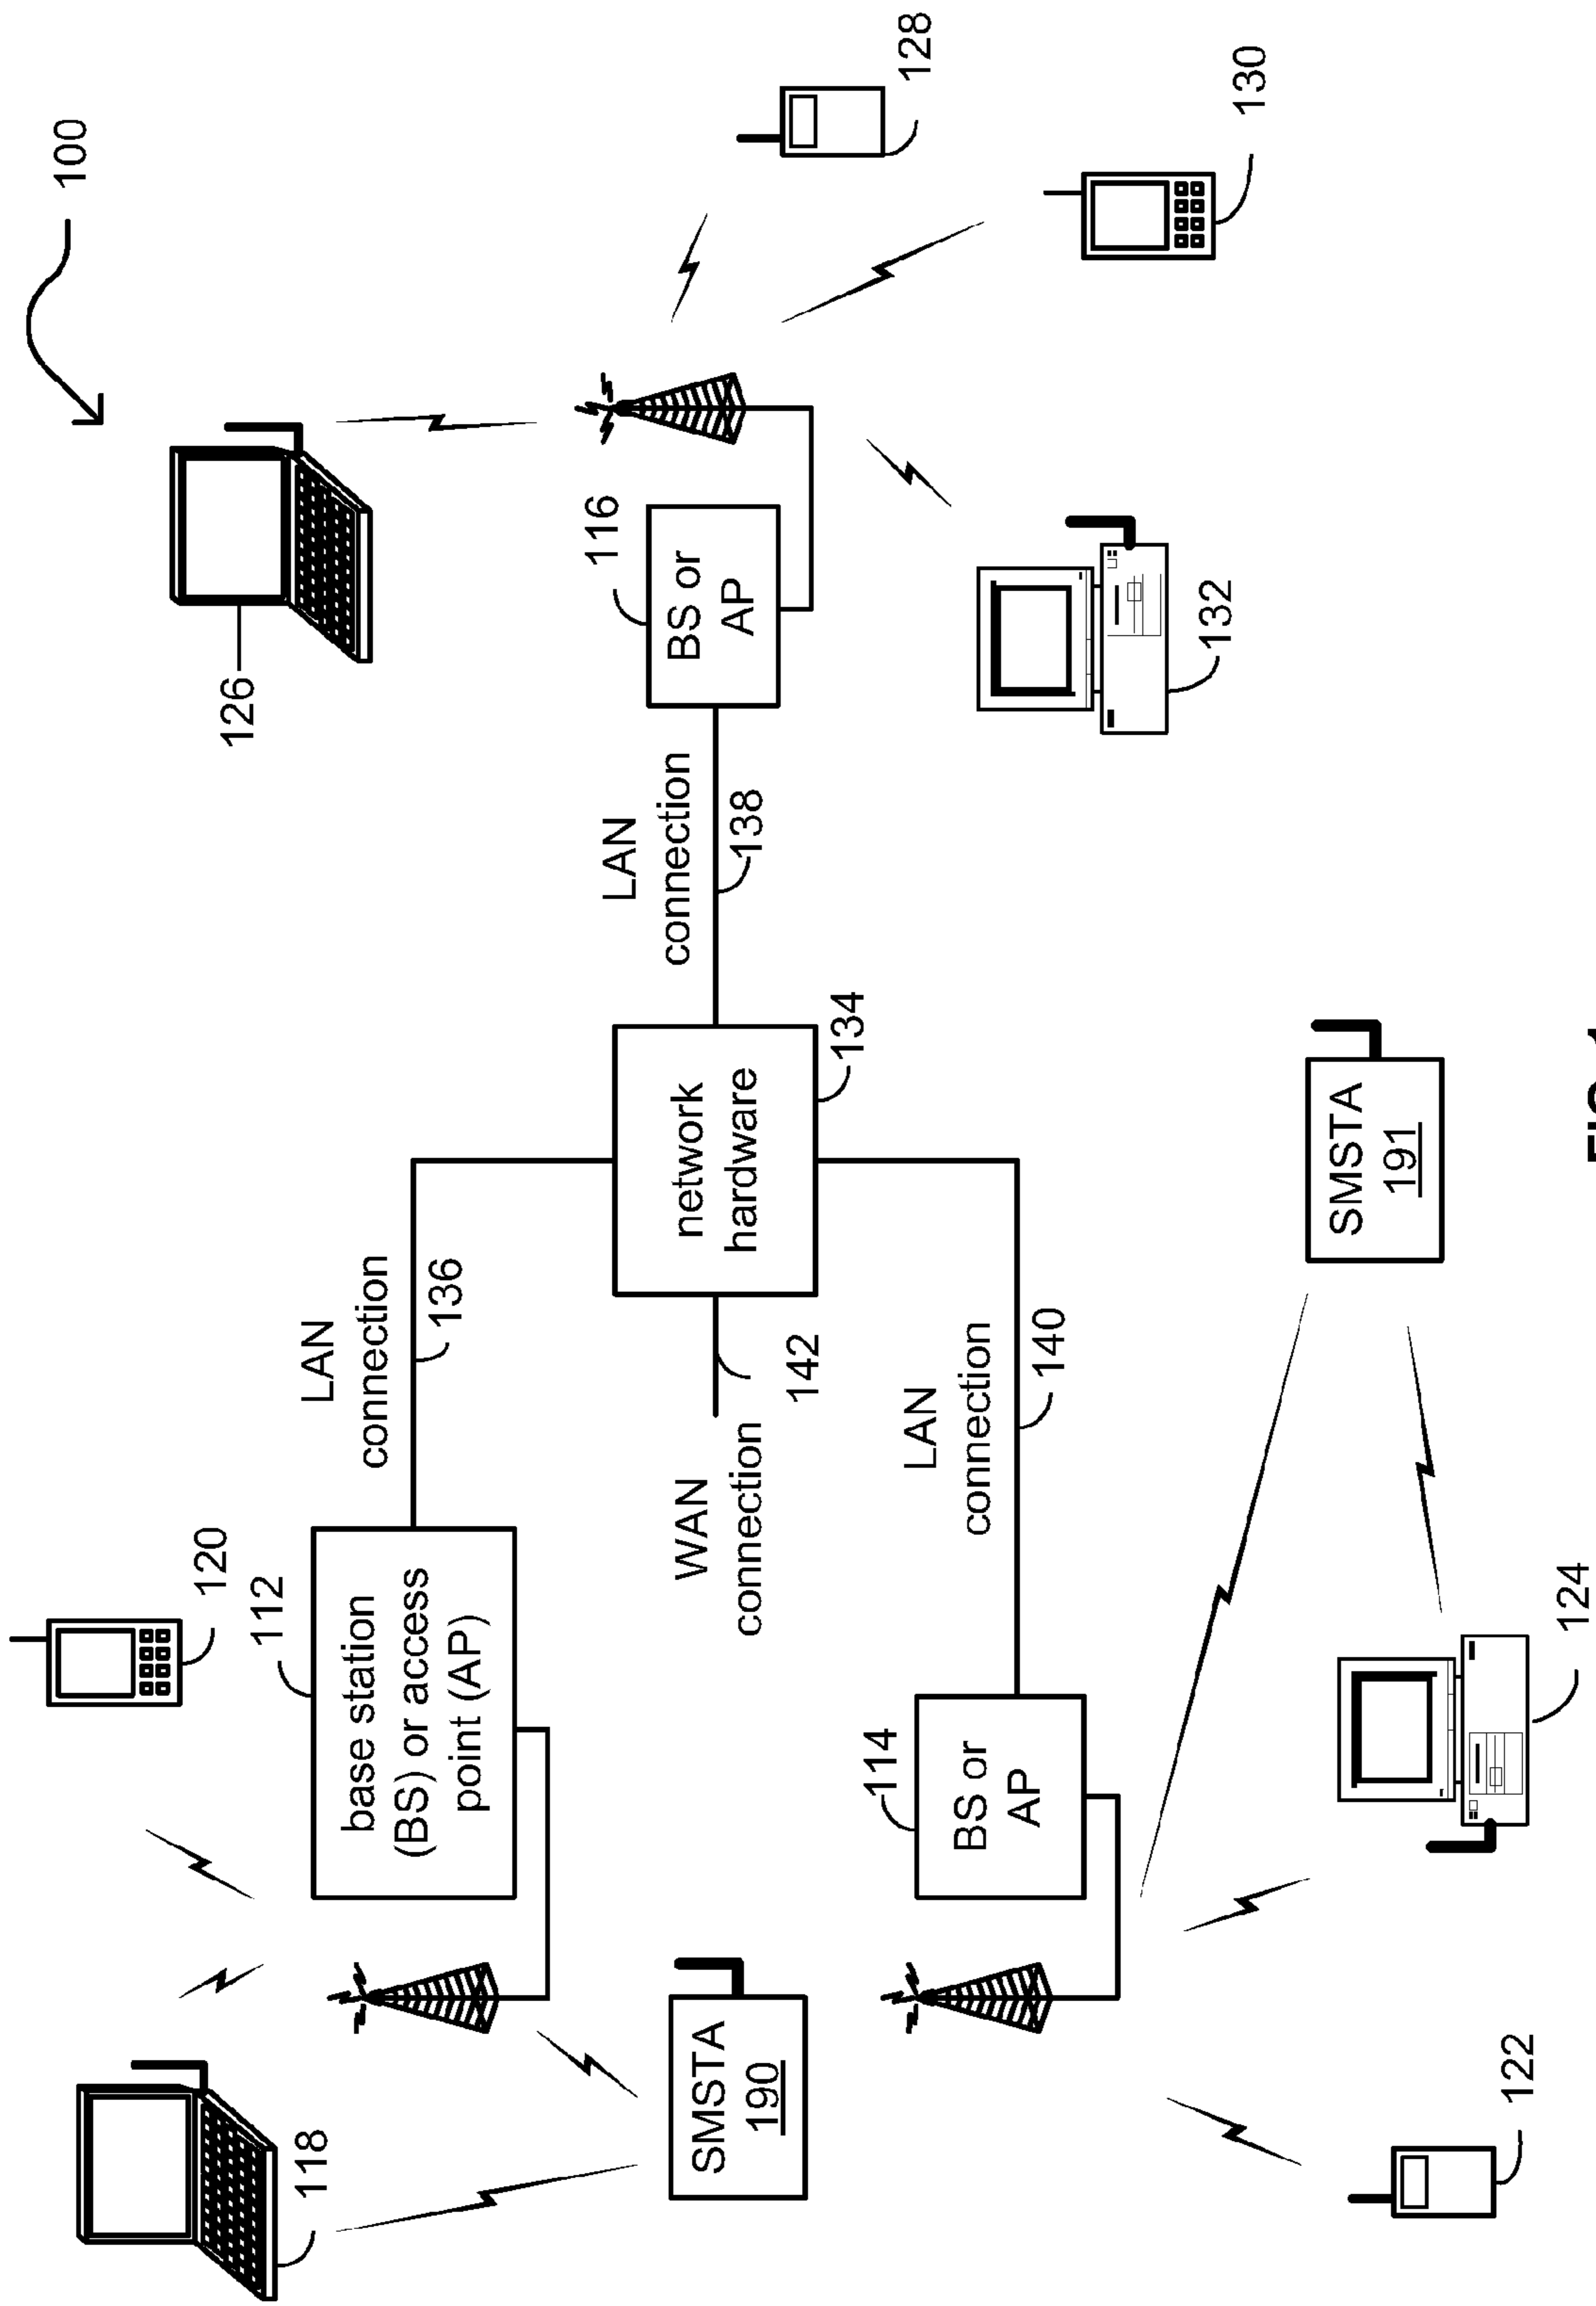 100
126
116
BS or
AP
128
130
132
LAN
connection
138
network
hardware
134
LAN
connection
136
WAN
connection
142
LAN
connection
140
120
112
base station
(BS) or access
point (AP)
118
SMSTA
190
114
BS or
AP
122
124
SMSTA
191